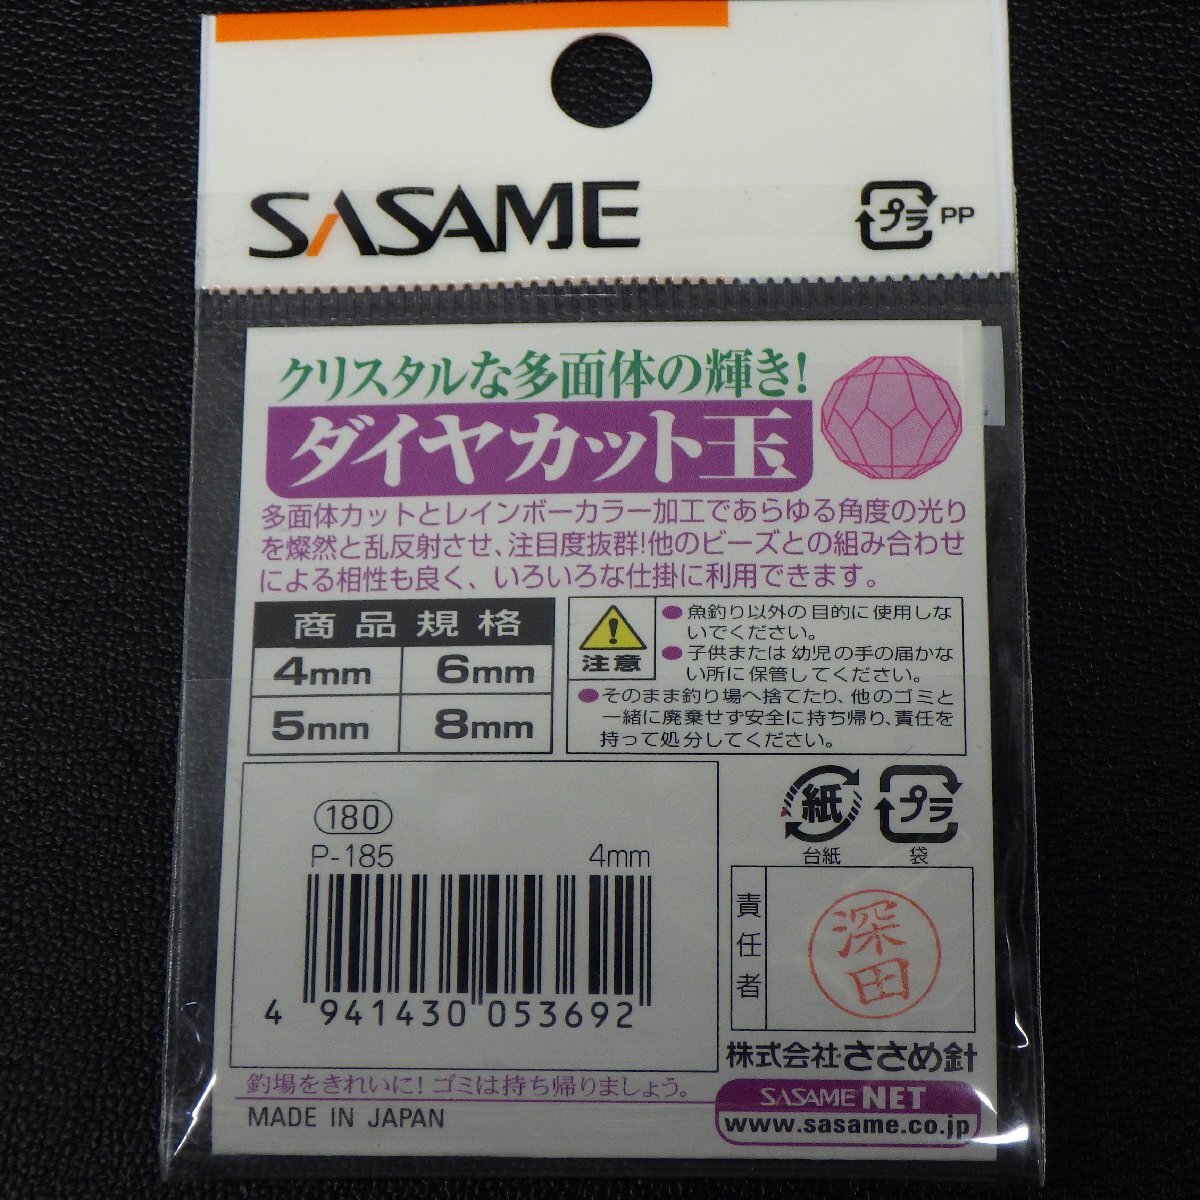 SASAME
プラ PP
クリスタルな多面体の輝き!
ダイヤカット玉
多面体カットとレインボーカラー加工であらゆる角度の光り
を燦然と乱反射させ、注目度抜群!他のビーズとの組み合わせ
による相性も良く、いろいろな仕掛に利用できます。
商品規格
4mm 6mm
5mm 8mm
注意
●魚釣り以外の目的に使用しな
いでください。
●子供または幼児の手の届かな
い所に保管してください。
●そのまま釣り場へ捨てたり、他のゴミと
一緒に廃棄せず安全に持ち帰り、責任を
持って処分してください。
180
P-185 4mm
4 941430 053692
紙 プラ
台紙 袋
責任者
深田
株式会社ささめ針
釣場をきれいに!ゴミは持ち帰りましょう。
SASAME NET
MADE IN JAPAN
www.sasame.co.jp